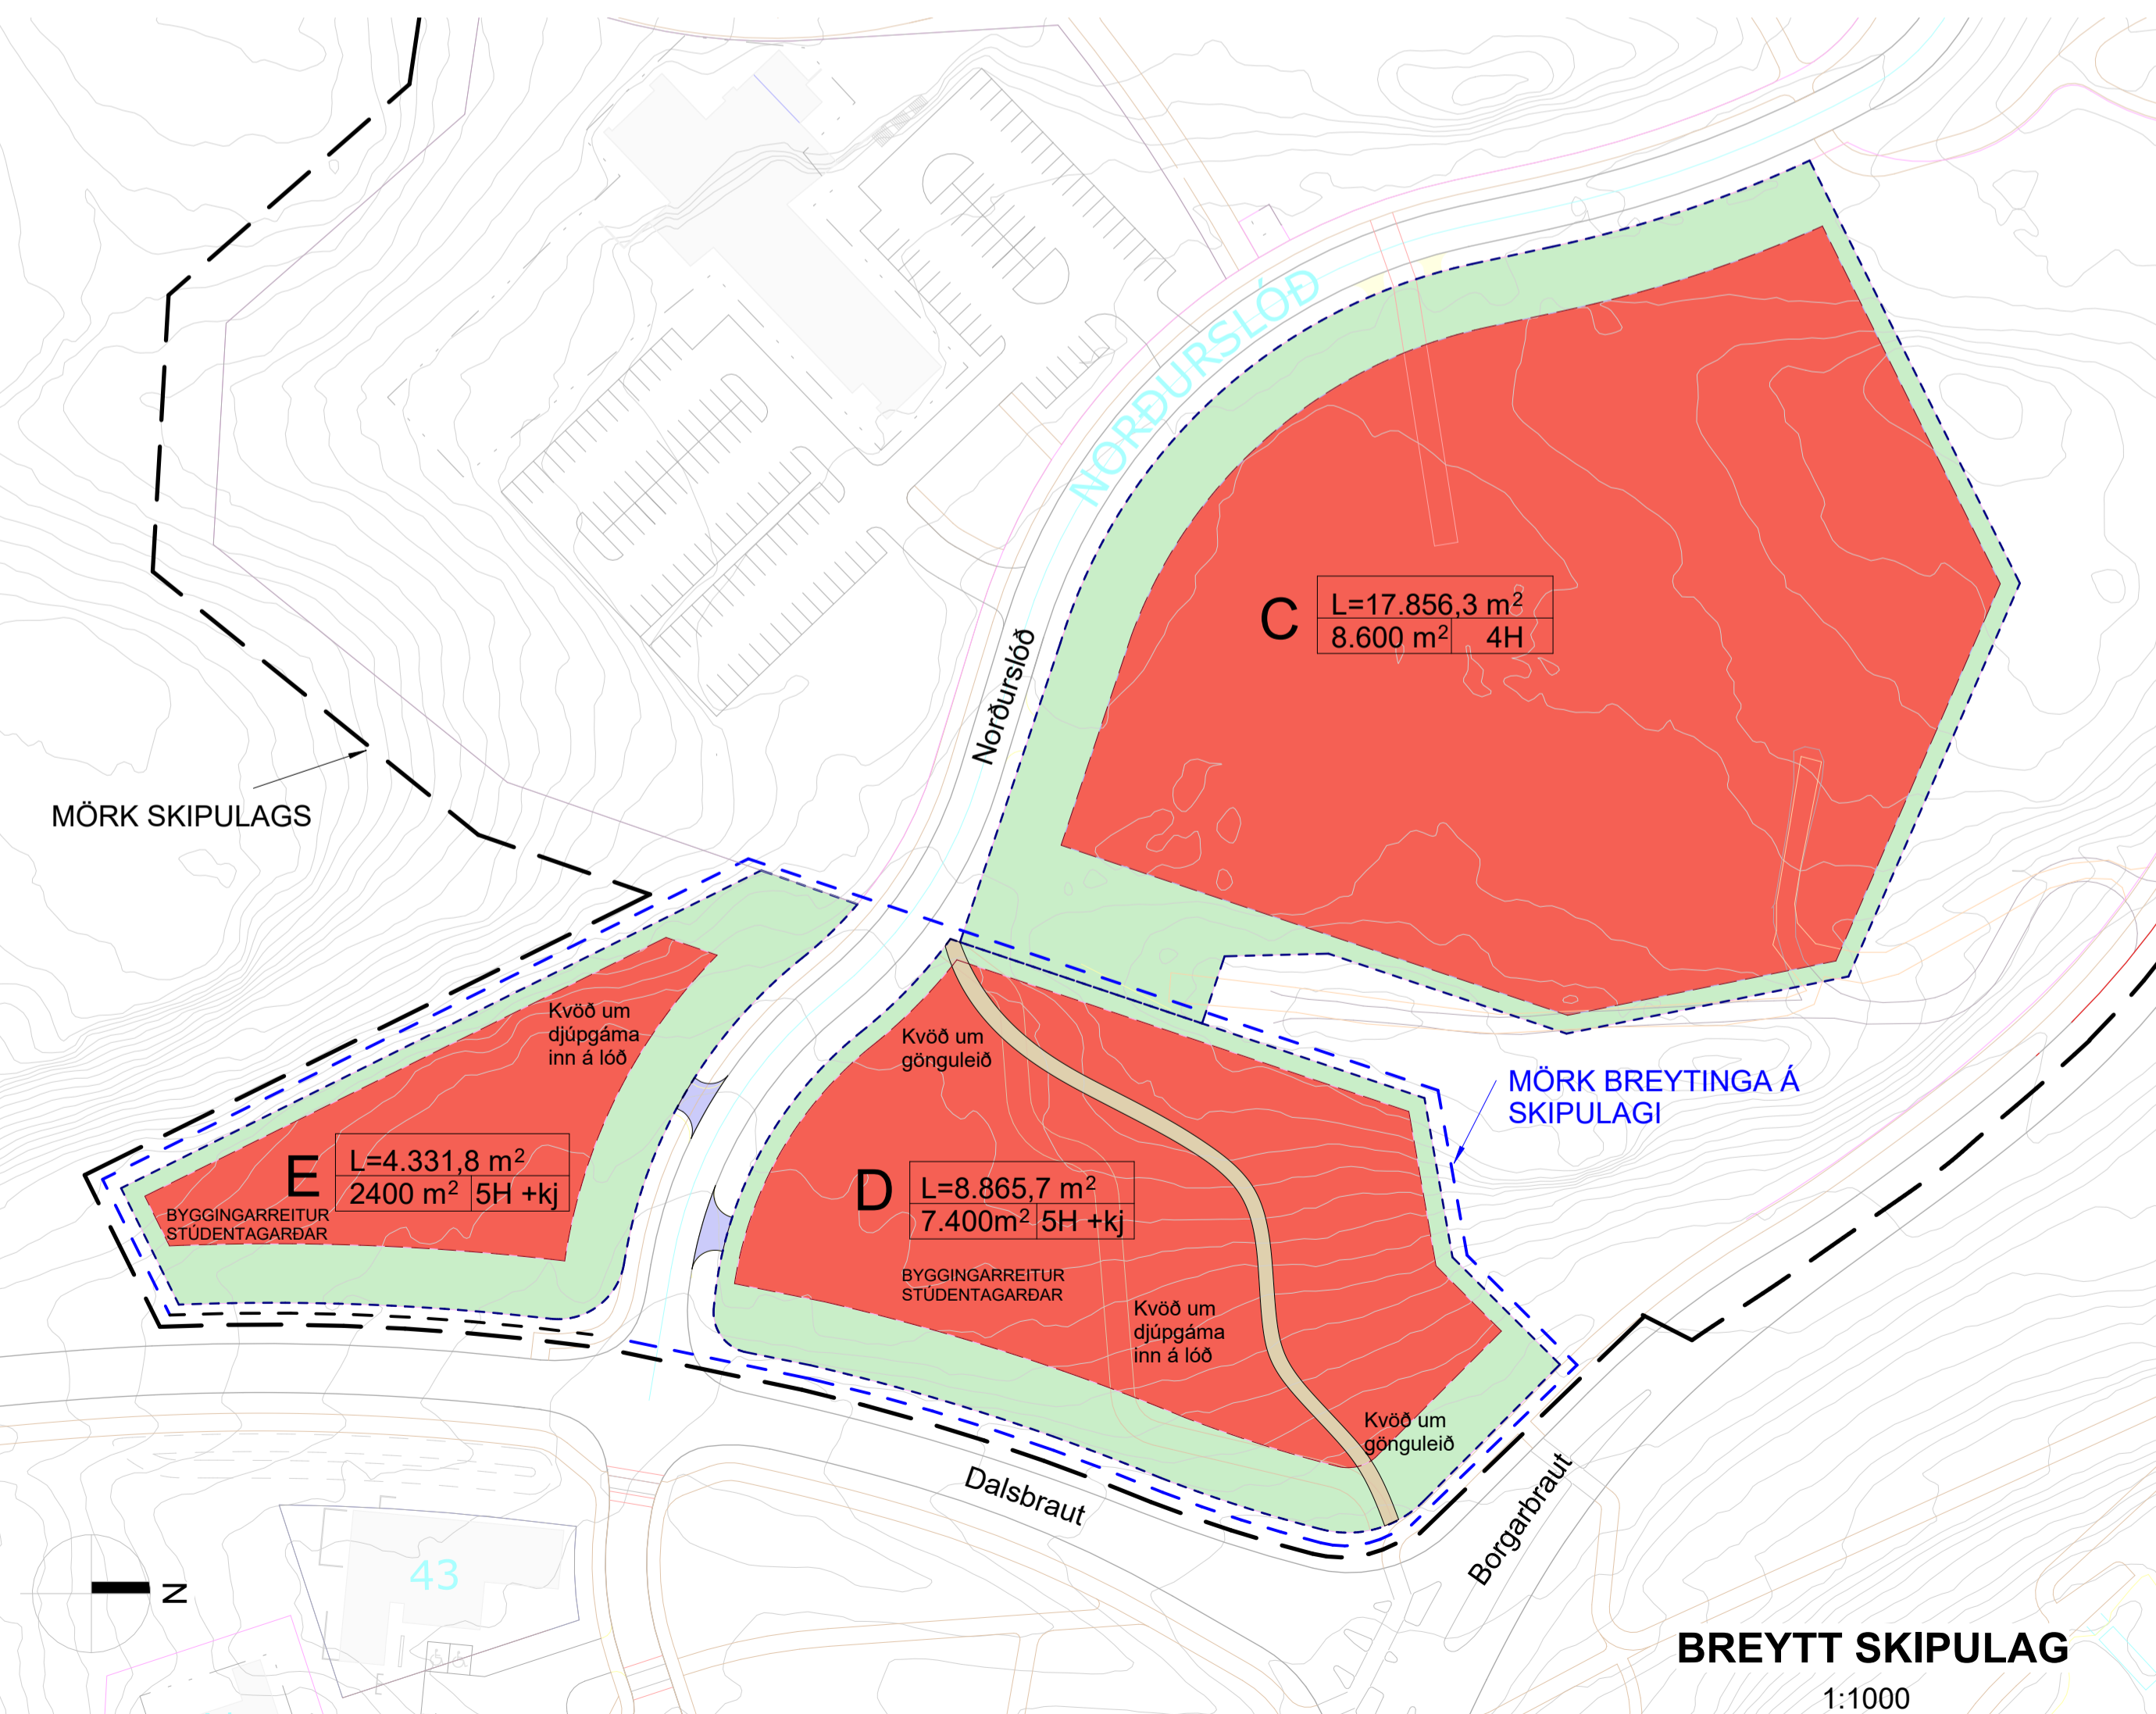 NORÐURSLÓÐ
C
L=17.856,3 m²
8.600 m² 4H
Norðurslóð
MÖRK SKIPULAGS
Kvöð um
djúpgáma
inn á lóð
Kvöð um
gönguleið
MÖRK BREYTINGA Á
SKIPULAGI
E
L=4.331,8 m²
2400 m² 5H +kj
BYGGINGARREITUR
STÚDENTAGARÐAR
D
L=8.865,7 m²
7.400m² 5H +kj
BYGGINGARREITUR
STÚDENTAGARÐAR
Kvöð um
djúpgáma
inn á lóð
Kvöð um
gönguleið
Dalsbraut
Borgarbraut
43
N
BREYTT SKIPULAG
1:1000